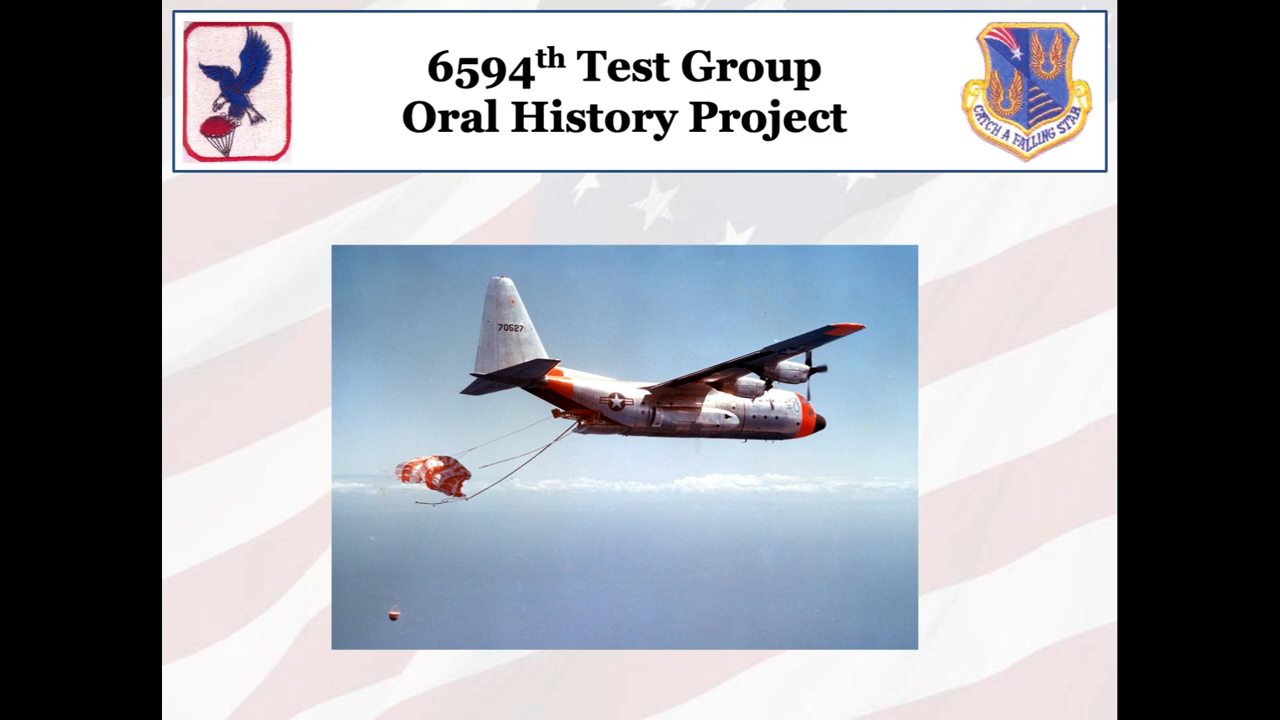 6594th Test Group
Oral History Project
CATCH A FALLING STAR
70527